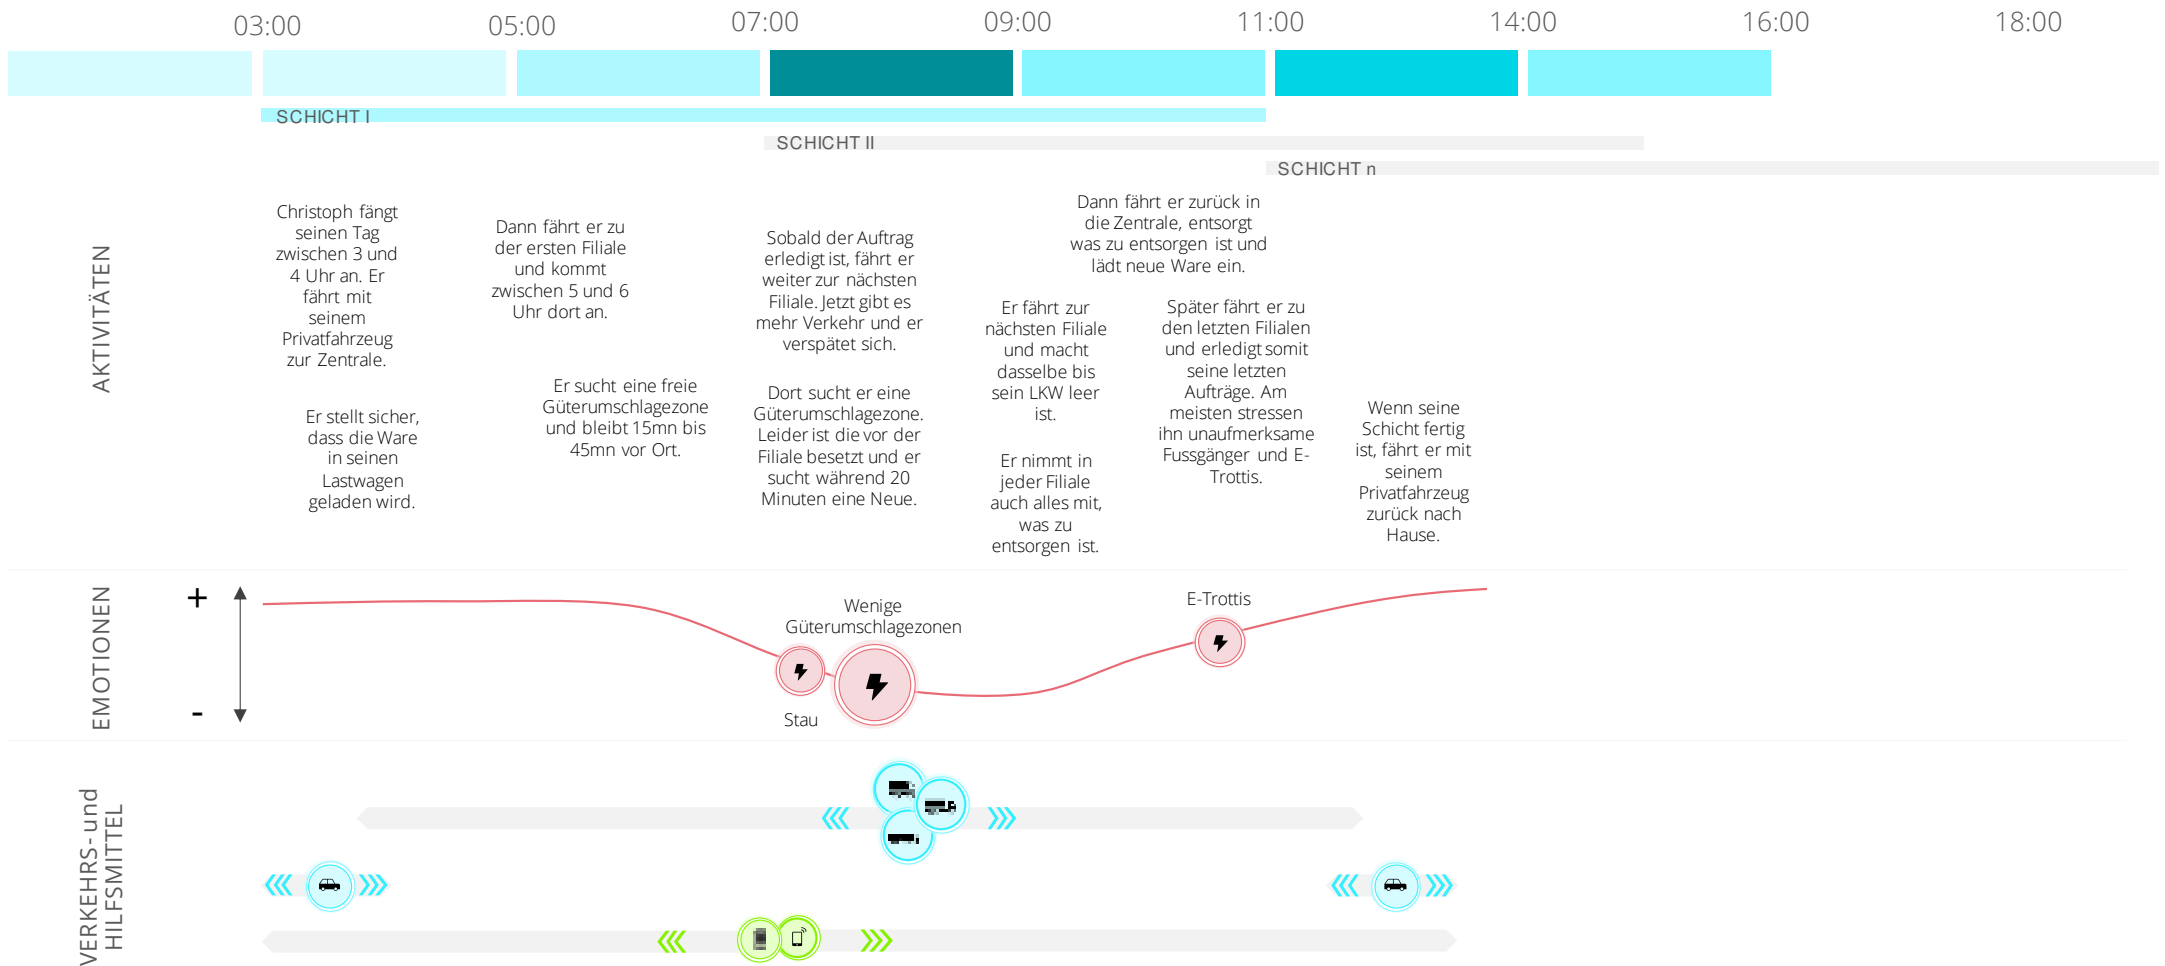 03:00
05:00
07:00
09:00
11:00
14:00
16:00
18:00
SCHICHT I
SCHICHT II
SCHICHT n
AKTIVITÄTEN
Christoph fängt
seinen Tag
zwischen 3 und
4 Uhr an. Er
fährt mit
seinem
Privatfahrzeug
zur Zentrale.
Er stellt sicher,
dass die Ware
in seinen
Lastwagen
geladen wird.
Dann fährt er zu
der ersten Filiale
und kommt
zwischen 5 und 6
Uhr dort an.
Er sucht eine freie
Güterumschlagezone
und bleibt 15mn bis
45mn vor Ort.
Sobald der Auftrag
erledigt ist, fährt er
weiter zur nächsten
Filiale. Jetzt gibt es
mehr Verkehr und er
verspätet sich.
Dort sucht er eine
Güterumschlagezone.
Leider ist die vor der
Filiale besetzt und er
sucht während 20
Minuten eine Neue.
Er fährt zur
nächsten Filiale
und macht
dasselbe bis
sein LKW leer
ist.
Er nimmt in
jeder Filiale
auch alles mit,
was zu
entsorgen ist.
Dann fährt er zurück in
die Zentrale, entsorgt
was zu entsorgen ist und
lädt neue Ware ein.
Später fährt er zu
den letzten Filialen
und erledigt somit
seine letzten
Aufträge. Am
meisten stressen
ihn unaufmerksame
Fussgänger und E-
Trottis.
Wenn seine
Schicht fertig
ist, fährt er mit
seinem
Privatfahrzeug
zurück nach
Hause.
EMOTIONEN
+
-
Stau
Wenige
Güterumschlagezonen
E-Trottis
VERKEHRS- und
HILFSMITTEL